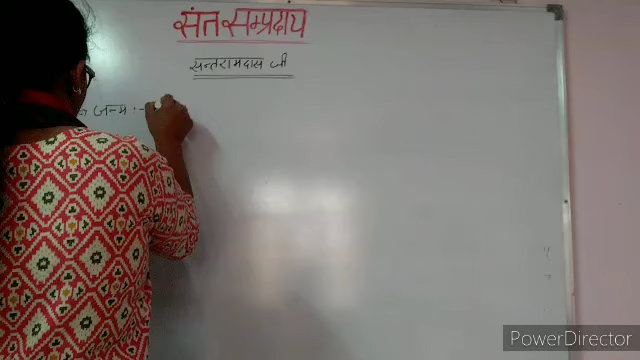 संत सम्प्रदाय
सन्तरामदास जी
जन्म :-
PowerDirector